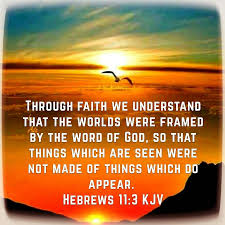 THROUGH FAITH WE UNDERSTAND
THAT THE WORLDS WERE FRAMED
BY THE WORD OF GOD, SO THAT
THINGS WHICH ARE SEEN WERE
NOT MADE OF THINGS WHICH DO
APPEAR.
HEBREWS 11:3 KJV